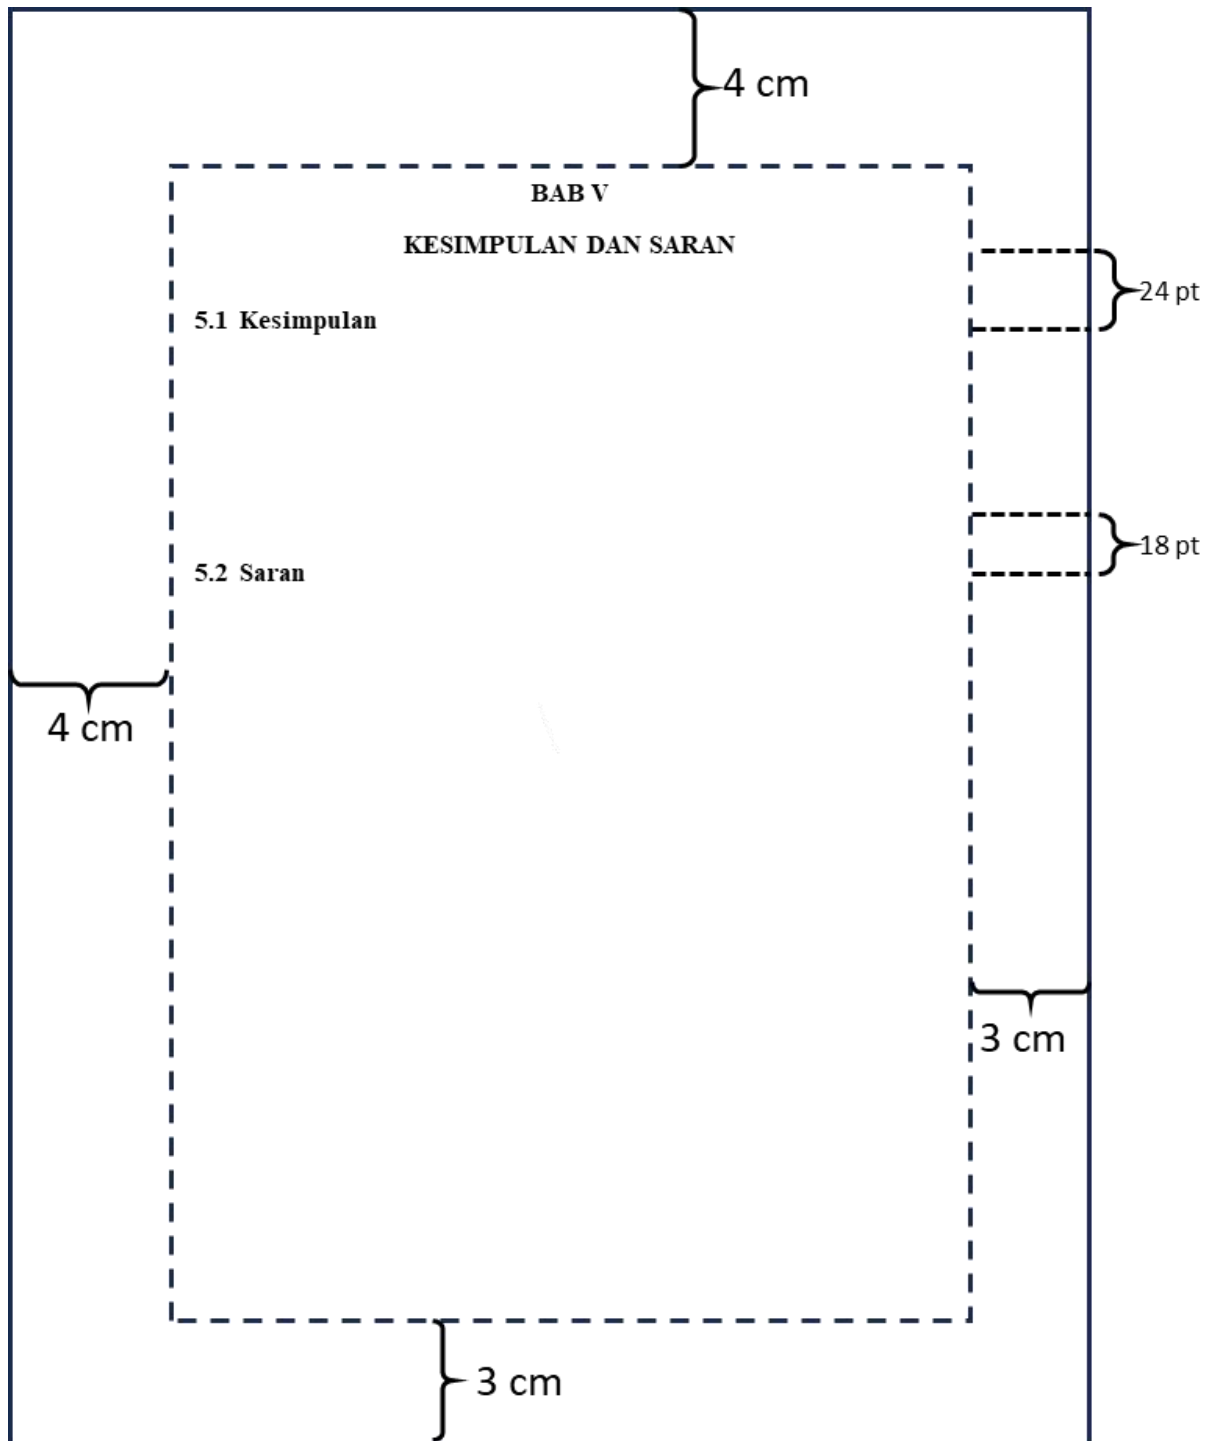 4 cm
BAB V
KESIMPULAN DAN SARAN
24 pt
5.1 Kesimpulan
18 pt
5.2 Saran
4 cm
3 cm
3 cm